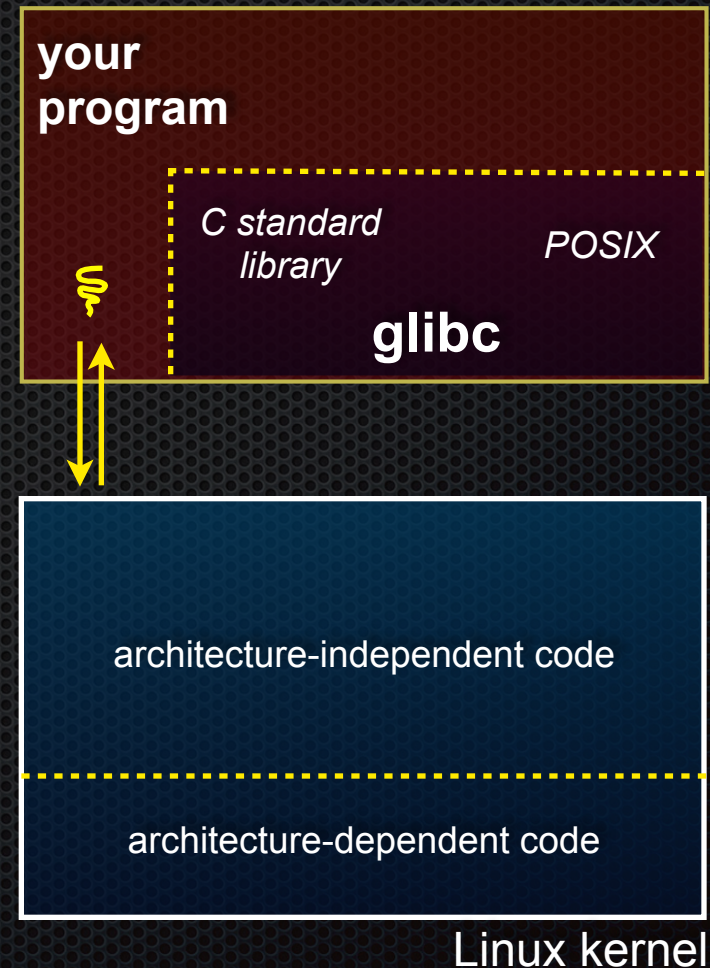 your
program
C standard
library
POSIX
glibc
architecture-independent code
architecture-dependent code
Linux kernel